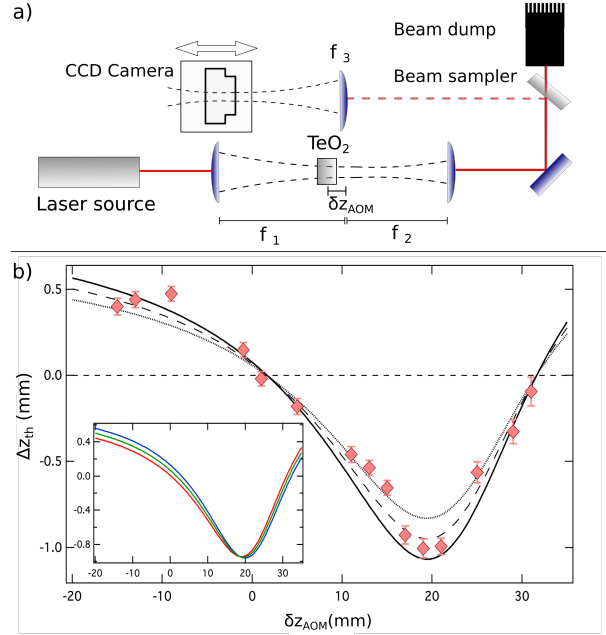 a)
Beam dump
f 3
CCD Camera
Beam sampler
TeO2
Laser source
δzAOM
f 1
f 2
b)
0.5
0.0
-0.5
-1.0
Δzth (mm)
-20
-10
0
10
20
30
δzAOM(mm)
0.4
0.0
-0.4
-0.8
-20
-10
0
10
20
30